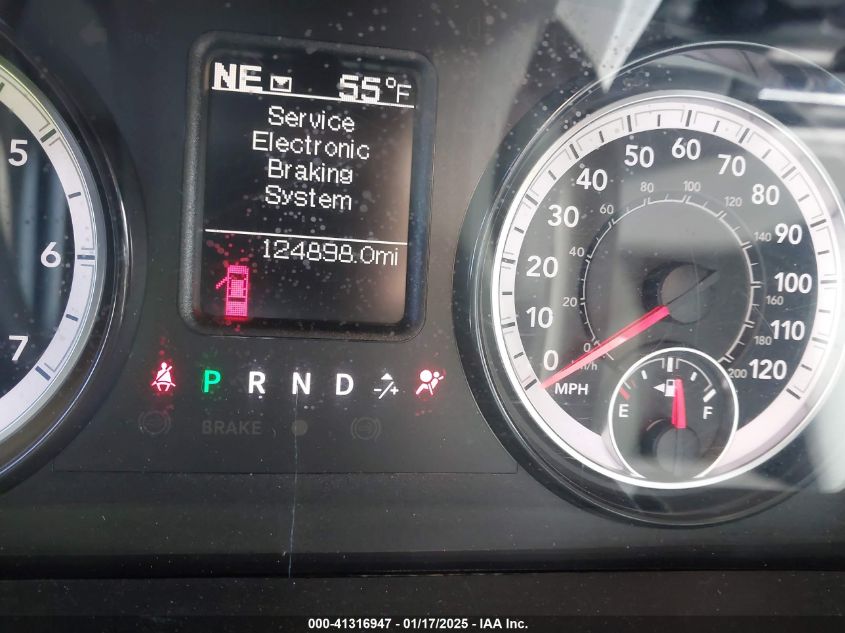 NE 55°F
Service
Electronic
Braking
System
124898.0mi
P R N D +
BRAKE
5
6
7
0
10
20
30
40
50
60
70
80
90
100
110
120
MPH
0
20
40
60
80
100
120
140
160
180
200
km/h
E F
000-41316947 - 01/17/2025 - IAA Inc.